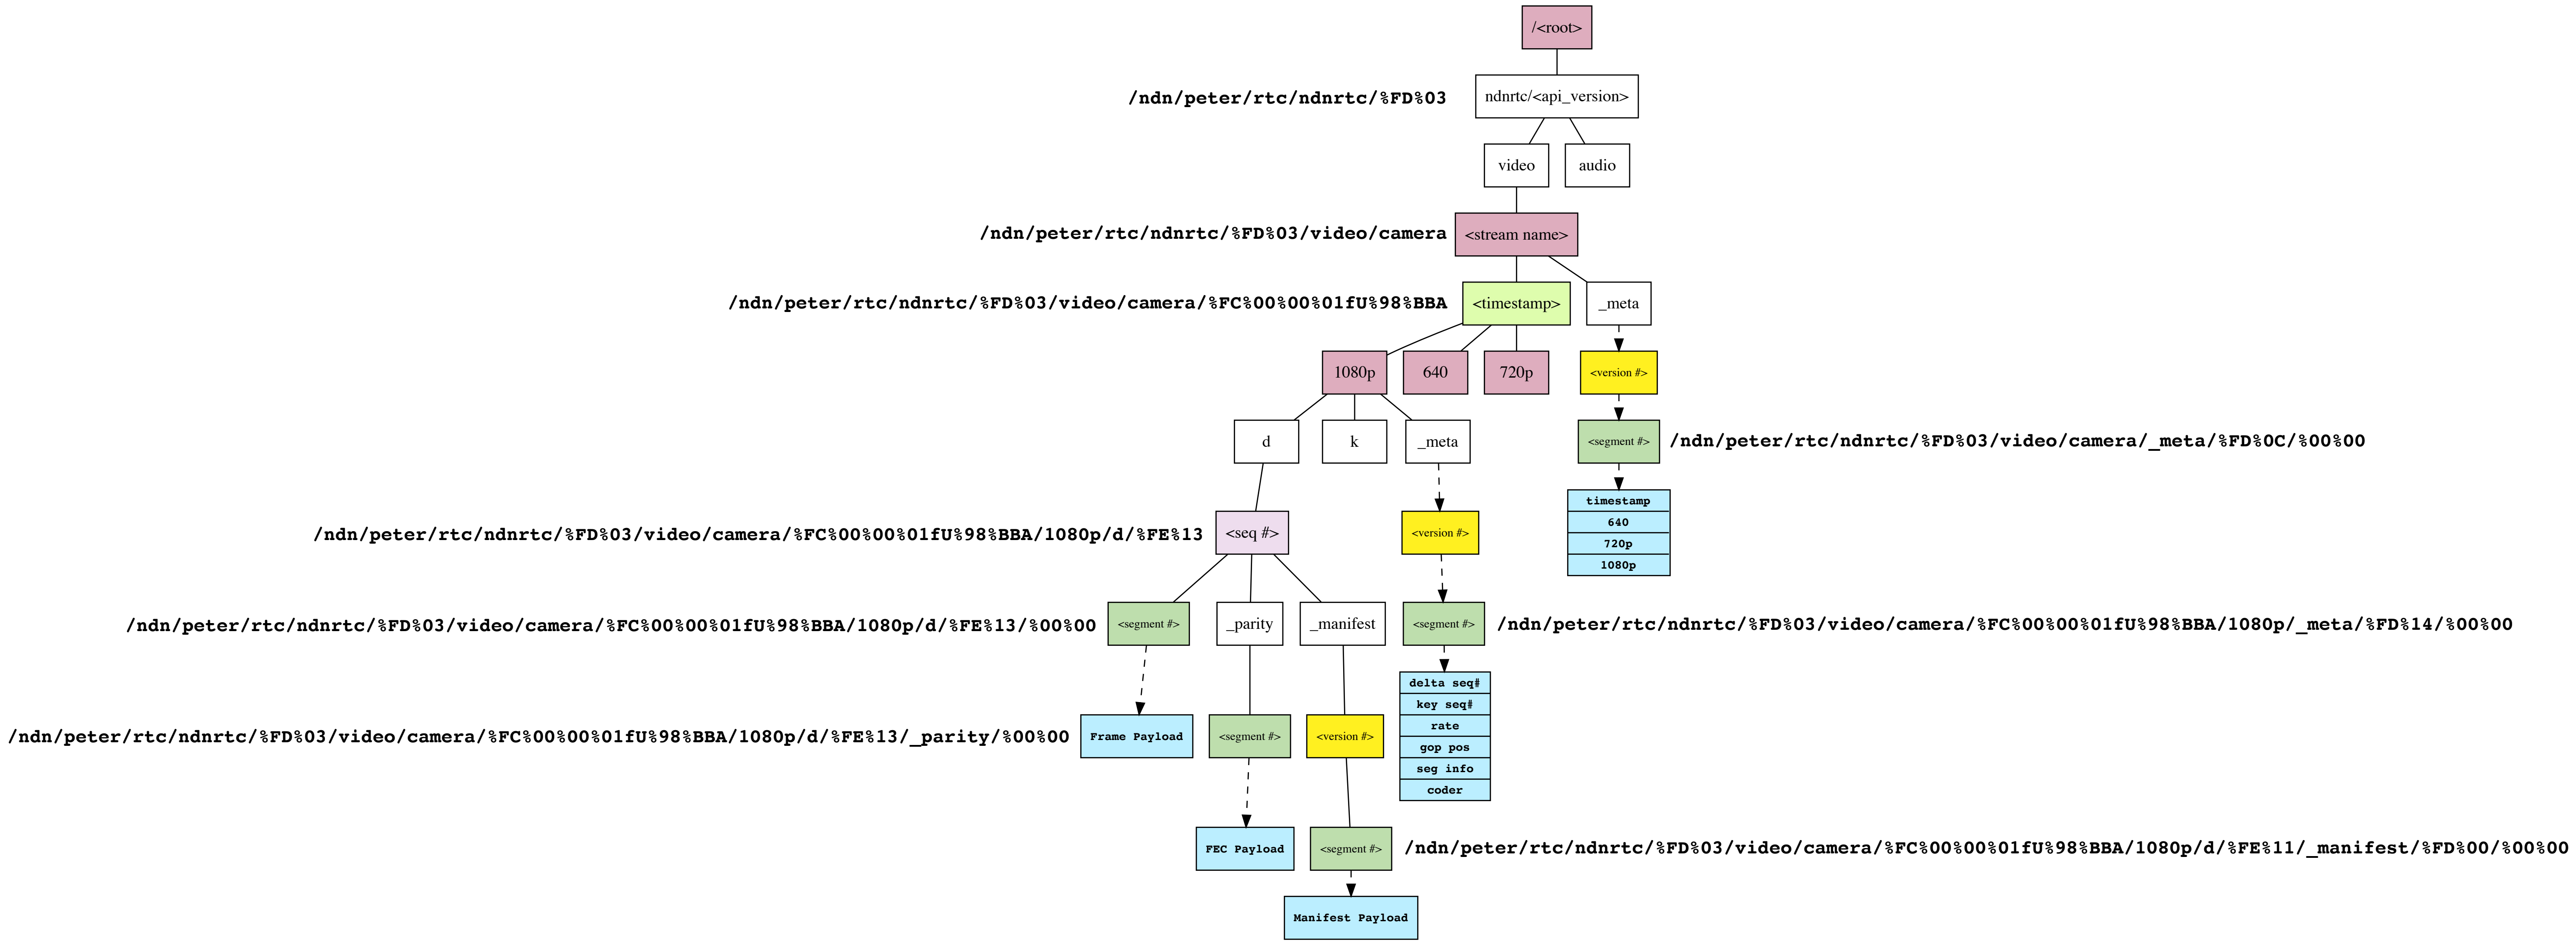 /<root>
/ndn/peter/rtc/ndnrtc/%FD%03
ndnrtc/<api_version>
video
audio
/ndn/peter/rtc/ndnrtc/%FD%03/video/camera
<stream name>
/ndn/peter/rtc/ndnrtc/%FD%03/video/camera/%FC%00%00%01fU%98%BBA
<timestamp>
_meta
1080p
640
720p
<version #>
d
k
_meta
<segment #>
/ndn/peter/rtc/ndnrtc/%FD%03/video/camera/_meta/%FD%0C/%00%00
timestamp
640
720p
1080p
/ndn/peter/rtc/ndnrtc/%FD%03/video/camera/%FC%00%00%01fU%98%BBA/1080p/d/%FE%13
<seq #>
<version #>
/ndn/peter/rtc/ndnrtc/%FD%03/video/camera/%FC%00%00%01fU%98%BBA/1080p/d/%FE%13/%00%00
<segment #>
_parity
_manifest
<segment #>
/ndn/peter/rtc/ndnrtc/%FD%03/video/camera/%FC%00%00%01fU%98%BBA/1080p/_meta/%FD%14/%00%00
delta seq#
key seq#
rate
gop pos
seg info
coder
/ndn/peter/rtc/ndnrtc/%FD%03/video/camera/%FC%00%00%01fU%98%BBA/1080p/d/%FE%13/_parity/%00%00
Frame Payload
<segment #>
<version #>
FEC Payload
<segment #>
/ndn/peter/rtc/ndnrtc/%FD%03/video/camera/%FC%00%00%01fU%98%BBA/1080p/d/%FE%11/_manifest/%FD%00/%00%00
Manifest Payload